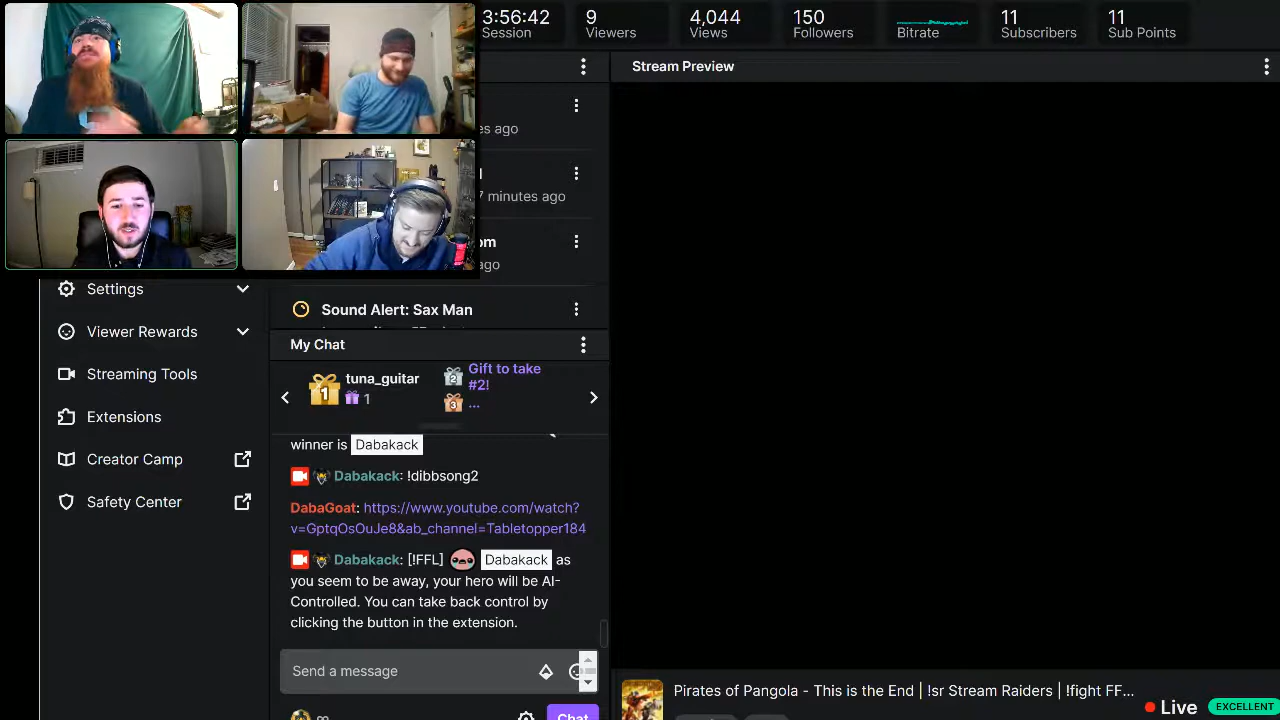 3:56:42
Session
9
Viewers
4,044
Views
150
Followers
Bitrate
11
Subscribers
11
Sub Points
Stream Preview
es ago
7 minutes ago
om
ago
Settings
Viewer Rewards
Streaming Tools
Extensions
Creator Camp
Safety Center
Sound Alert: Sax Man
My Chat
1
tuna_guitar
1
2
Gift to take
#2!
3
...
winner is Dabakack
Dabakack: !dibbsong2
DabaGoat: https://www.youtube.com/watch?
v=GptqOsOuJe8&ab_channel=Tabletopper184
Dabakack: [!FFL] Dabakack as
you seem to be away, your hero will be AI-
Controlled. You can take back control by
clicking the button in the extension.
Send a message
Chat
Pirates of Pangola - This is the End | !sr Stream Raiders | !fight FF...
Live
EXCELLENT